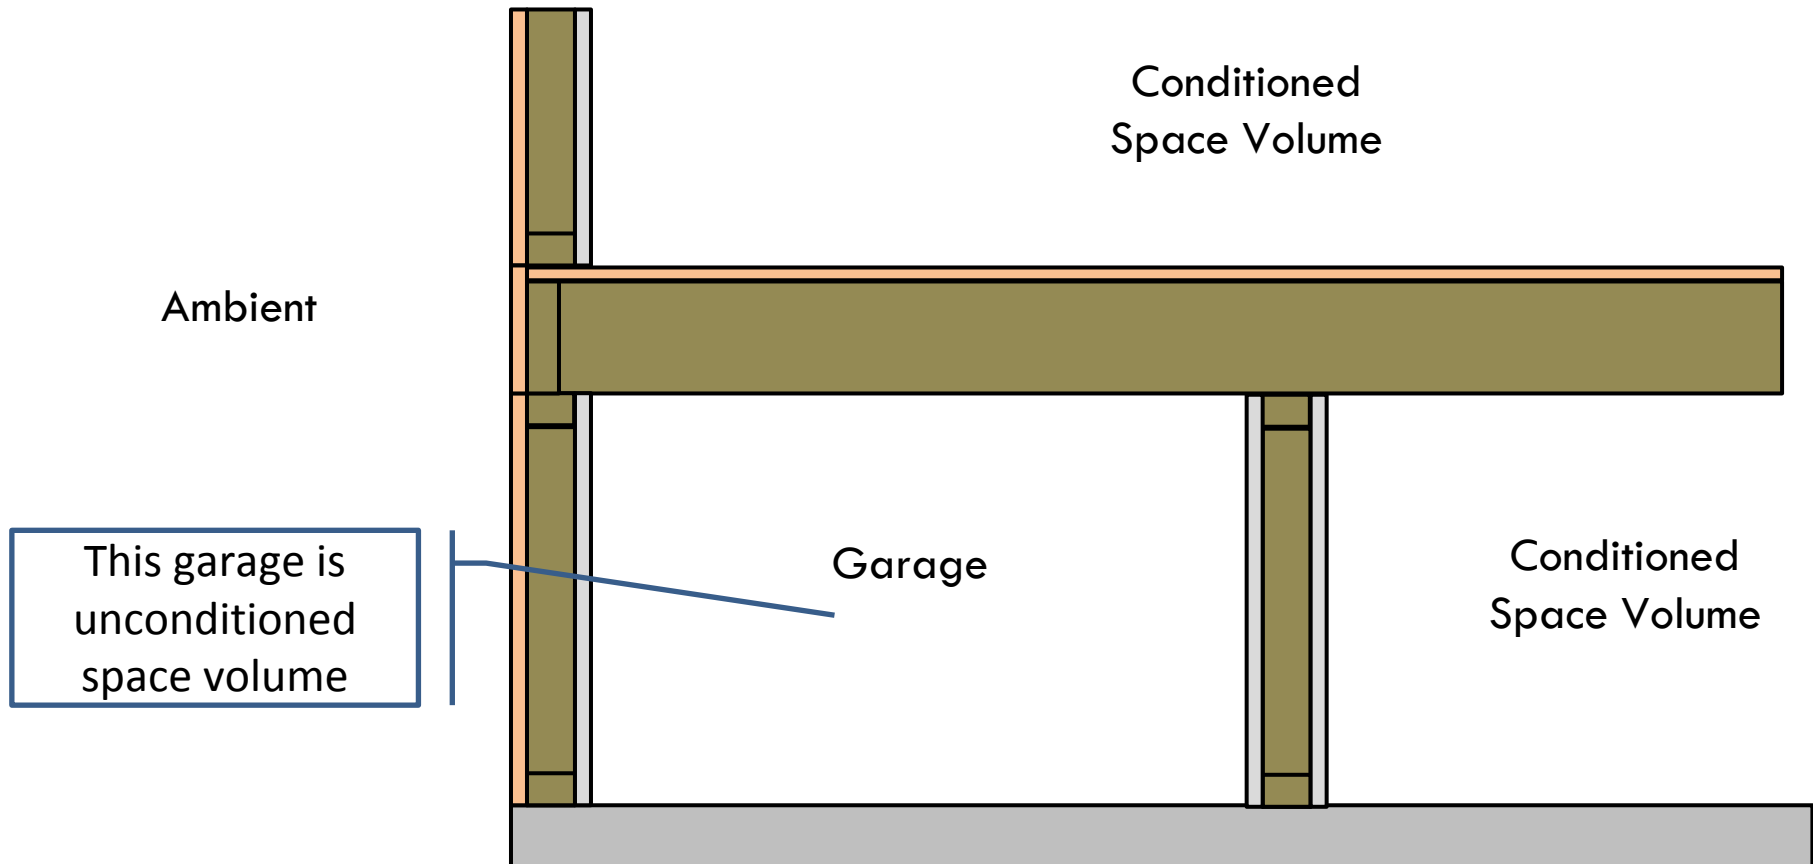 Conditioned
Space Volume
Ambient
This garage is
unconditioned
space volume
Garage
Conditioned
Space Volume